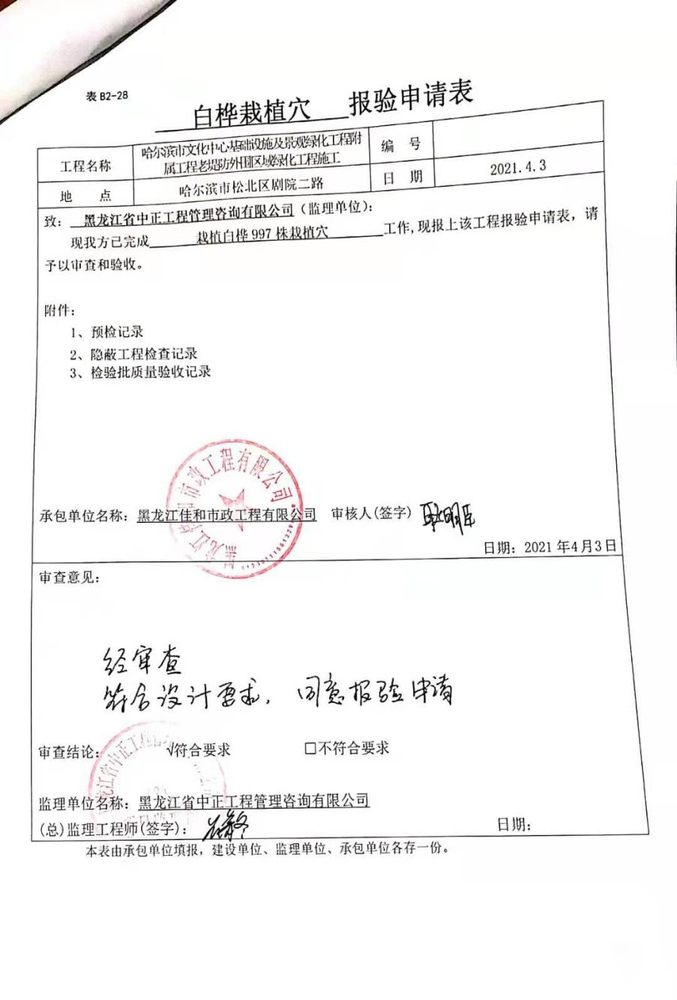 表 B2-28
白桦栽植穴 报验申请表
工程名称
哈尔滨市文化中心基础设施及景观绿化工程附
属工程老堤防外围区域绿化工程施工
编 号
地 点
哈尔滨市松北区剧院二路
日 期
2021.4.3
致：黑龙江省中正工程管理咨询有限公司（监理单位）：
现我方已完成 栽植白桦 997 株栽植穴 工作,现报上该工程报验申请表，请
予以审查和验收。
附件：
1、预检记录
2、隐蔽工程检查记录
3、检验批质量验收记录
承包单位名称：黑龙江佳和市政工程有限公司 审核人(签字)
日期：2021 年4月3日
审查意见：
经审查
符合设计要求，同意报验申请
审查结论： √符合要求 □不符合要求
监理单位名称：黑龙江省中正工程管理咨询有限公司
(总)监理工程师(签字)：
日期：
本表由承包单位填报，建设单位、监理单位、承包单位各存一份。